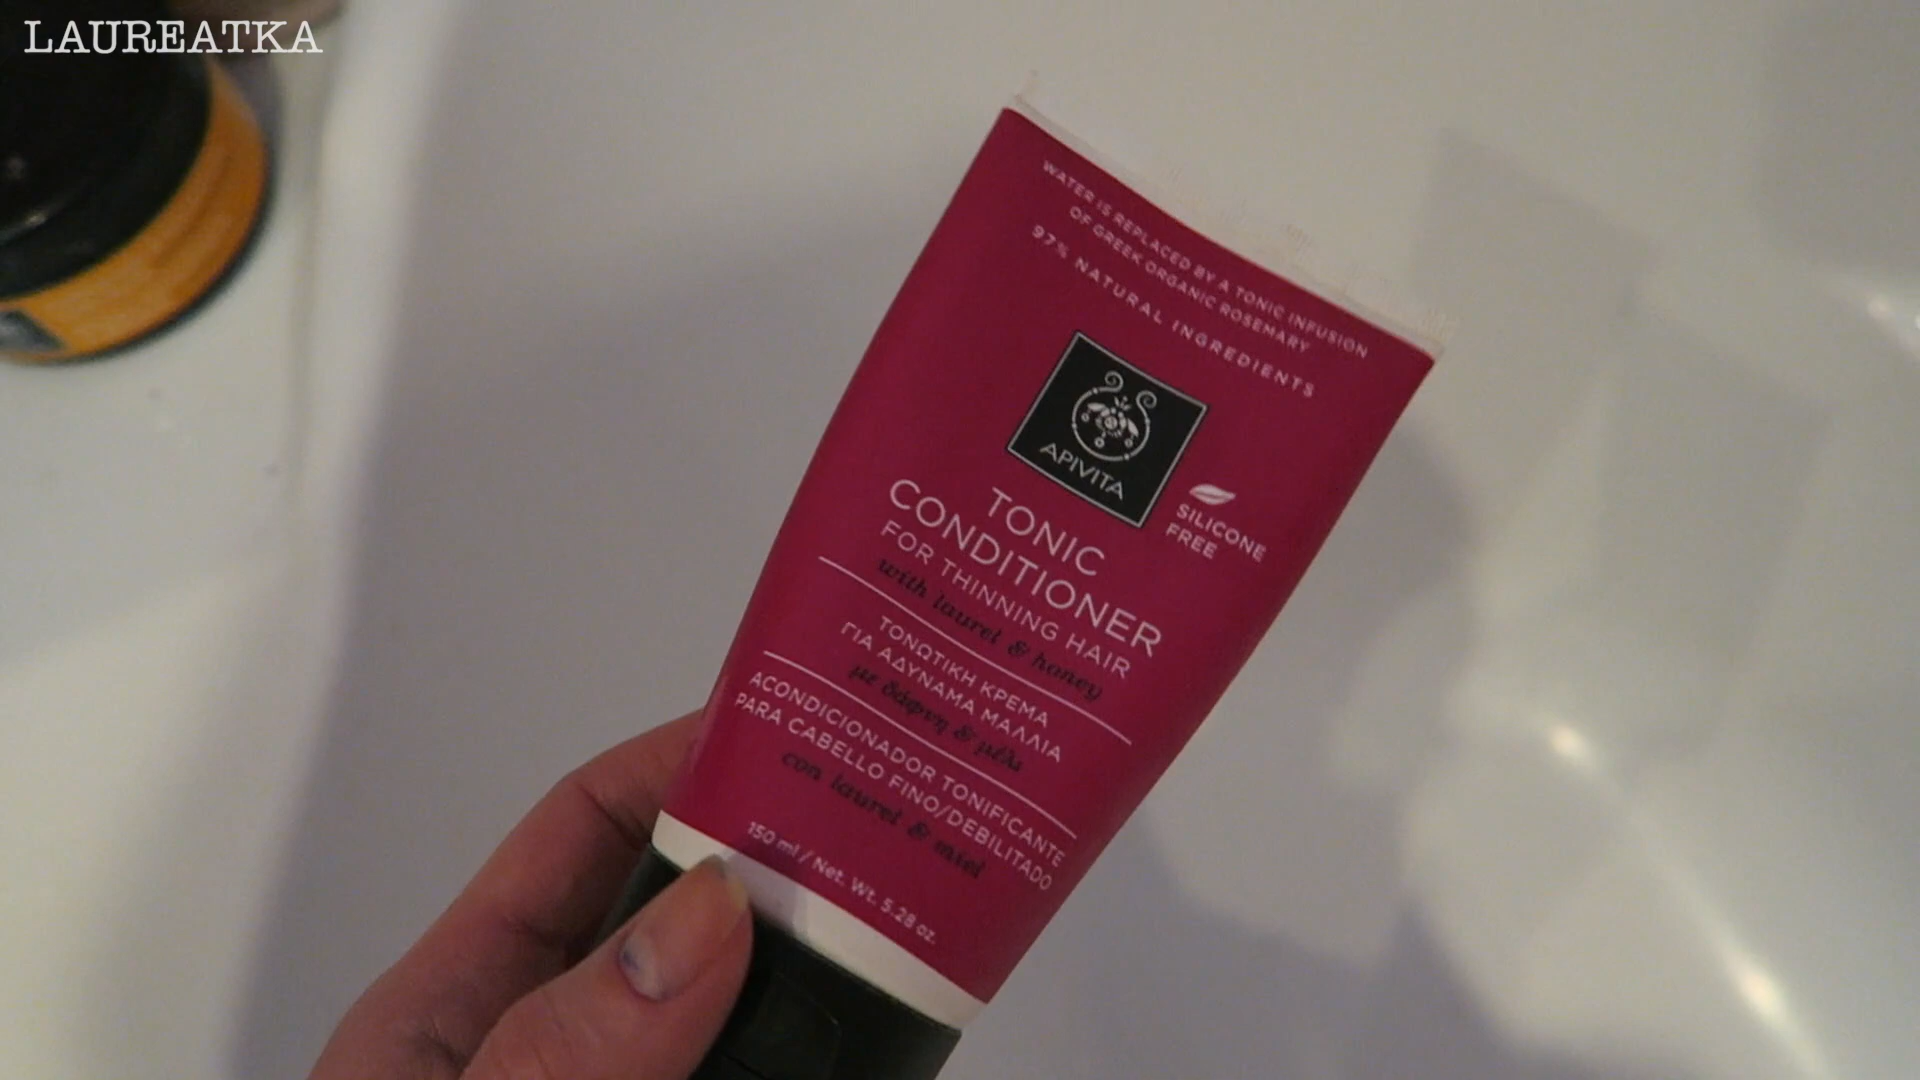 LAUREATKA
WATER IS REPLACED BY A TONIC INFUSION
OF GREEK ORGANIC ROSEMARY
97% NATURAL INGREDIENTS
APIVITA
SILICONE
FREE
TONIC
CONDITIONER
FOR THINNING HAIR
with laurel & honey
ΤΟΝΩΤΙΚΗ ΚΡΕΜΑ
ΓΙΑ ΑΔΥΝΑΜΑ ΜΑΛΛΙΑ
με δάφνη & μέλι
ACONDICIONADOR TONIFICANTE
PARA CABELLO FINO/DEBILITADO
con laurel & miel
150 ml / Net. Wt. 5.28 oz.